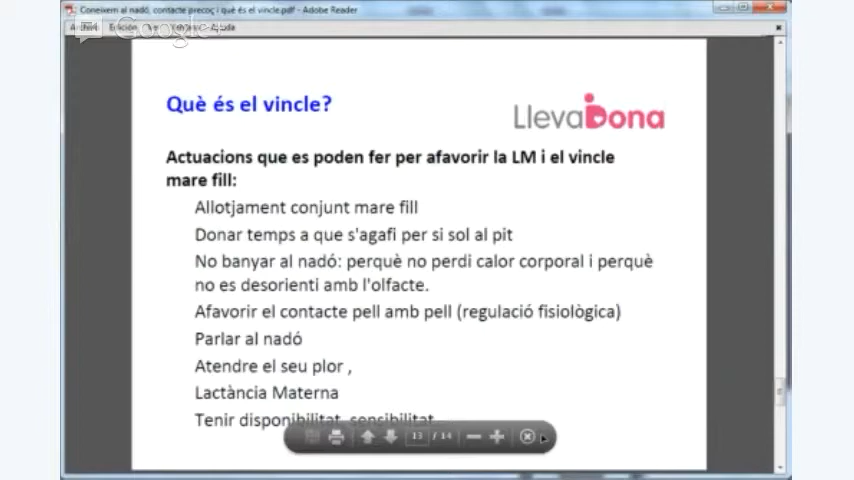 Coneixem al nadó, contacte precoç i què és el vincle.pdf - Adobe Reader
Edición
Ayuda
Google+
Què és el vincle?
LlevaDona
Actuacions que es poden fer per afavorir la LM i el vincle
mare fill:
Allotjament conjunt mare fill
Donar temps a que s'agafi per si sol al pit
No banyar al nadó: perquè no perdi calor corporal i perquè
no es desorienti amb l'olfacte.
Afavorir el contacte pell amb pell (regulació fisiològica)
Parlar al nadó
Atendre el seu plor ,
Lactància Materna
Tenir disponibilitat, sensibilitat
13 / 14